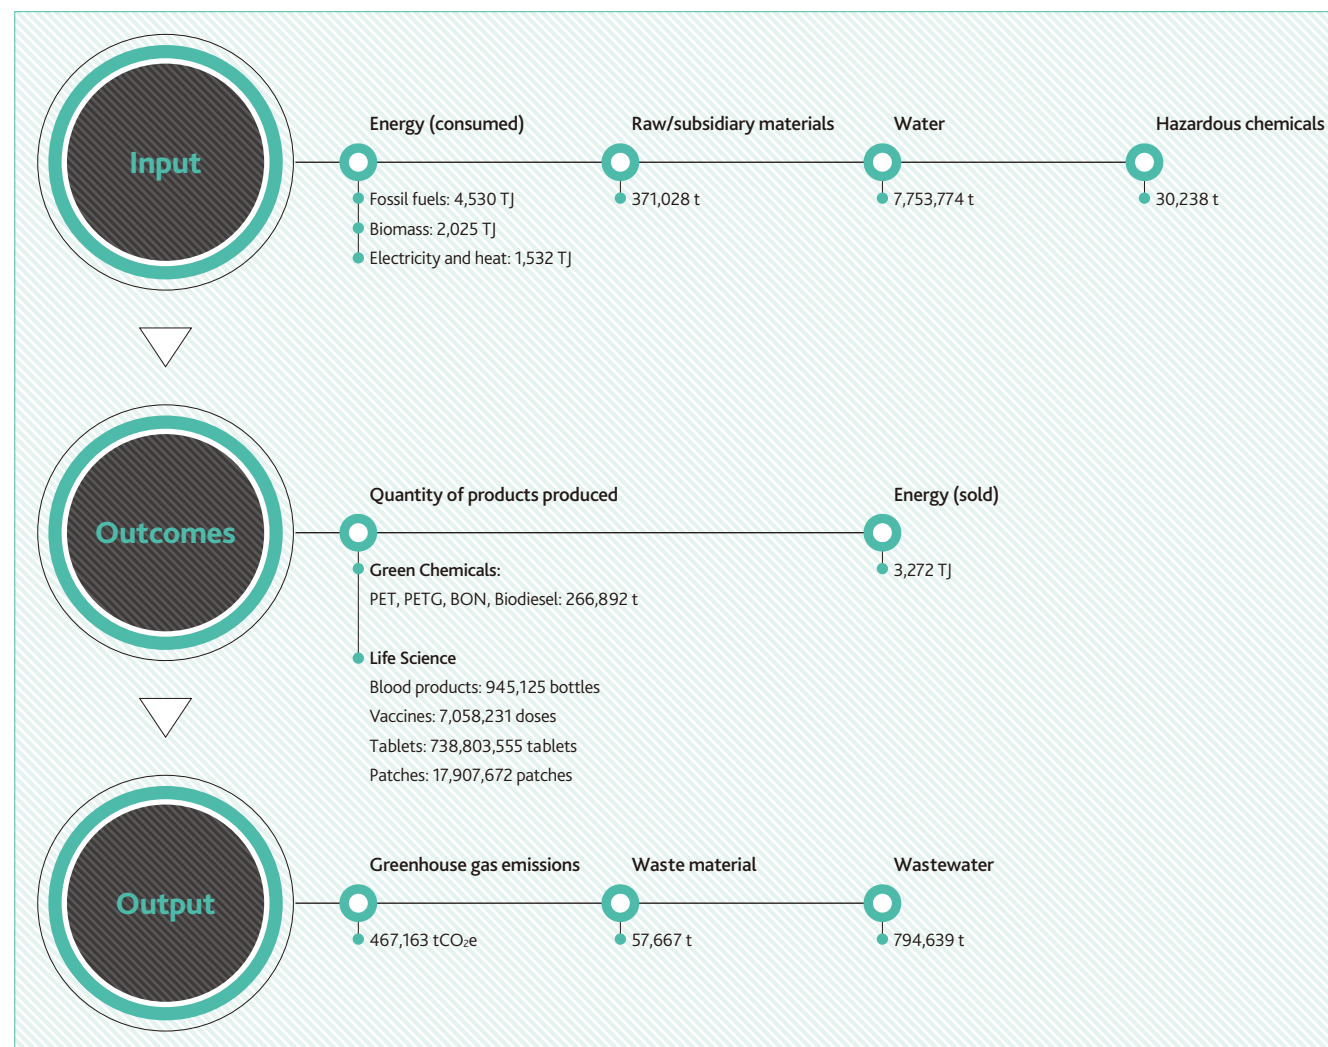 Input
Energy (consumed)
Fossil fuels: 4,530 TJ
Biomass: 2,025 TJ
Electricity and heat: 1,532 TJ
Raw/subsidiary materials
371,028 t
Water
7,753,774 t
Hazardous chemicals
30,238 t
Outcomes
Quantity of products produced
Green Chemicals:
PET, PETG, BON, Biodiesel: 266,892 t
Life Science
Blood products: 945,125 bottles
Vaccines: 7,058,231 doses
Tablets: 738,803,555 tablets
Patches: 17,907,672 patches
Energy (sold)
3,272 TJ
Output
Greenhouse gas emissions
467,163 tCO₂e
Waste material
57,667 t
Wastewater
794,639 t